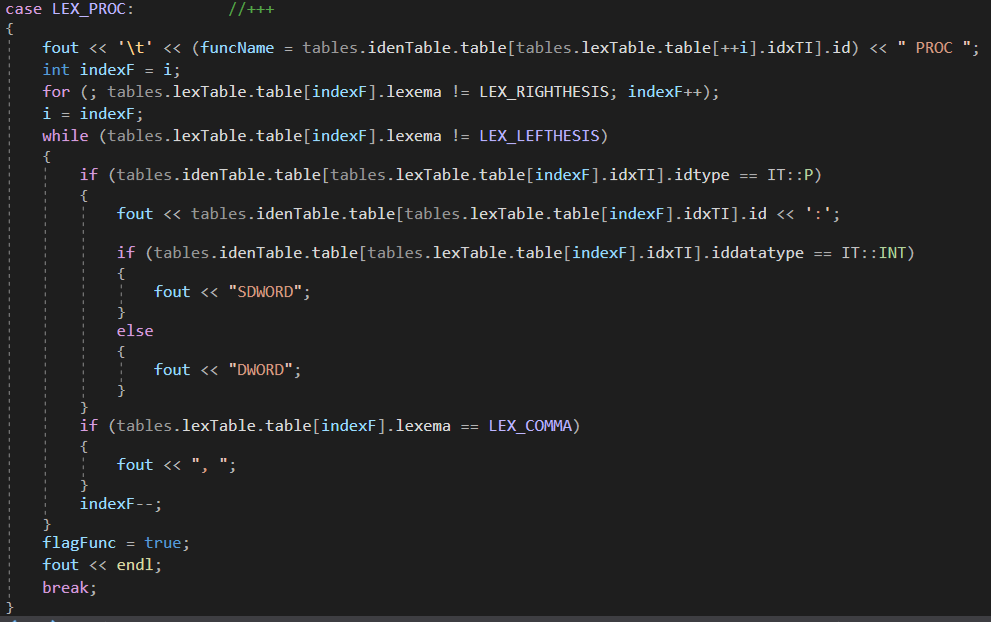 case LEX_PROC:          //+++
{
    fout << '\t' << (funcName = tables.idenTable.table[tables.lexTable.table[++i].idxTI].id) << " PROC ";
    int indexF = i;
    for (; tables.lexTable.table[indexF].lexema != LEX_RIGHTHESIS; indexF++);
    i = indexF;
    while (tables.lexTable.table[indexF].lexema != LEX_LEFTHESIS)
    {
        if (tables.idenTable.table[tables.lexTable.table[indexF].idxTI].idtype == IT::P)
        {
            fout << tables.idenTable.table[tables.lexTable.table[indexF].idxTI].id << ':';
            if (tables.idenTable.table[tables.lexTable.table[indexF].idxTI].iddatatype == IT::INT)
            {
                fout << "SDWORD";
            }
            else
            {
                fout << "DWORD";
            }
        }
        if (tables.lexTable.table[indexF].lexema == LEX_COMMA)
        {
            fout << ", ";
        }
        indexF--;
    }
    flagFunc = true;
    fout << endl;
    break;
}